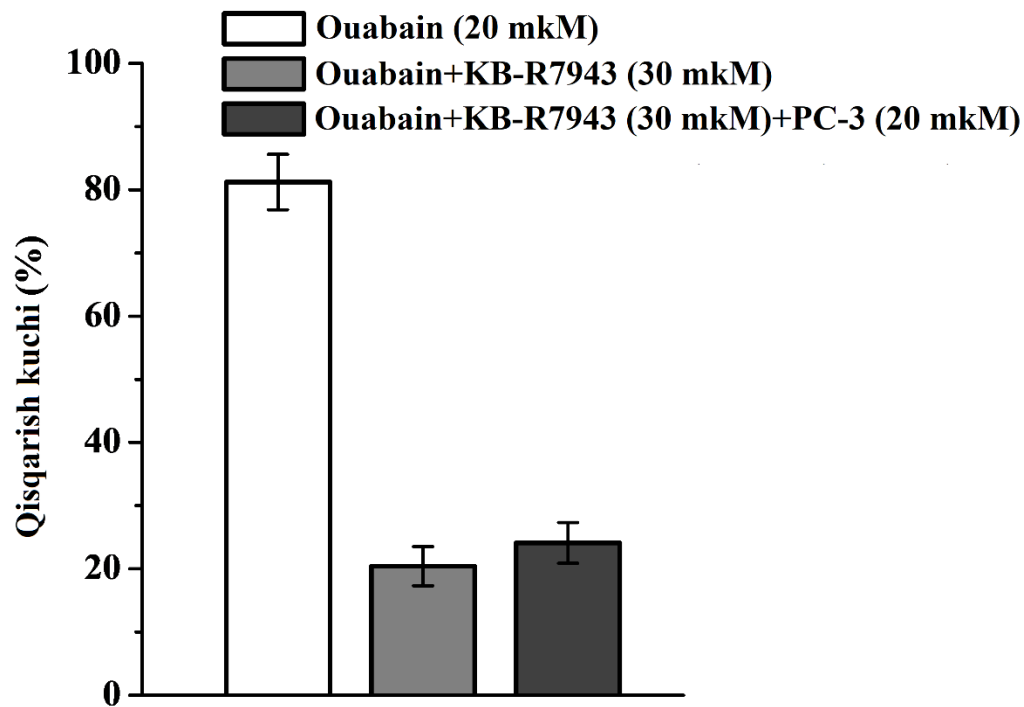 Ouabain (20 mkM)
Ouabain+KB-R7943 (30 mkM)
Ouabain+KB-R7943 (30 mkM)+PC-3 (20 mkM)
Qisqarish kuchi (%)
100
80
60
40
20
0